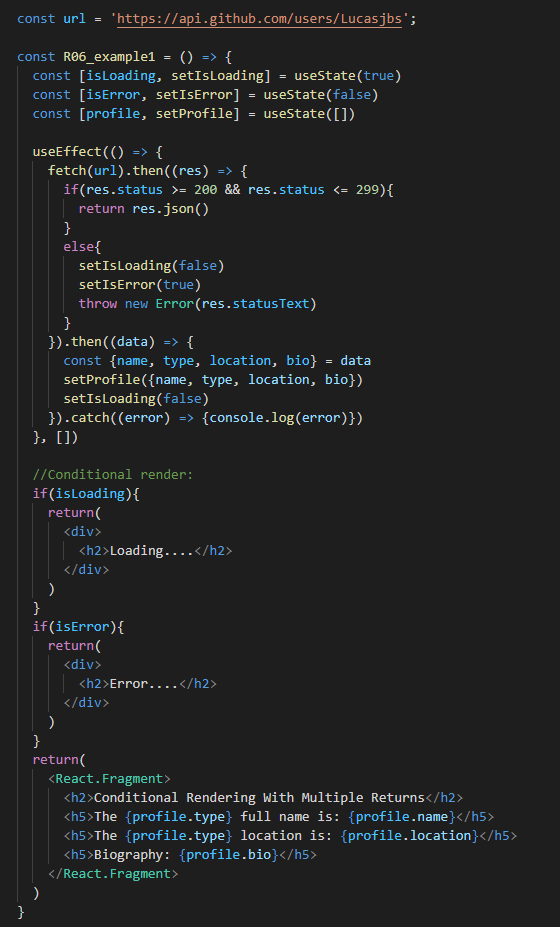 const url = 'https://api.github.com/users/Lucasjbs';

const R06_example1 = () => {
  const [isLoading, setIsLoading] = useState(true)
  const [isError, setIsError] = useState(false)
  const [profile, setProfile] = useState([])

  useEffect(() => {
    fetch(url).then((res) => {
      if(res.status >= 200 && res.status <= 299){
        return res.json()
      }
      else{
        setIsLoading(false)
        setIsError(true)
        throw new Error(res.statusText)
      }
    }).then((data) => {
      const {name, type, location, bio} = data
      setProfile({name, type, location, bio})
      setIsLoading(false)
    }).catch((error) => {console.log(error)})
  }, [])

  //Conditional render:
  if(isLoading){
    return(
      <div>
        <h2>Loading....</h2>
      </div>
    )
  }
  if(isError){
    return(
      <div>
        <h2>Error....</h2>
      </div>
    )
  }
  return(
    <React.Fragment>
      <h2>Conditional Rendering With Multiple Returns</h2>
      <h5>The {profile.type} full name is: {profile.name}</h5>
      <h5>The {profile.type} location is: {profile.location}</h5>
      <h5>Biography: {profile.bio}</h5>
    </React.Fragment>
  )
}